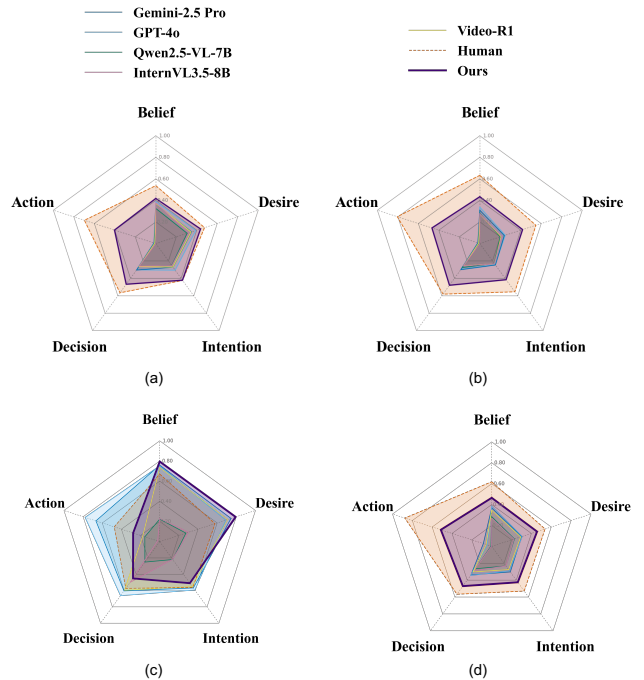 Gemini-2.5 Pro
GPT-4o
Qwen2.5-VL-7B
InternVL3.5-8B
Video-R1
Human
Ours
Belief
1.00
0.80
0.60
Action
Desire
Decision
Intention
(a)
Belief
1.00
0.80
0.60
0.40
Action
Desire
Decision
Intention
(b)
Belief
1.00
0.80
Action
Desire
Decision
Intention
(c)
Belief
1.00
0.80
0.60
Action
Desire
Decision
Intention
(d)